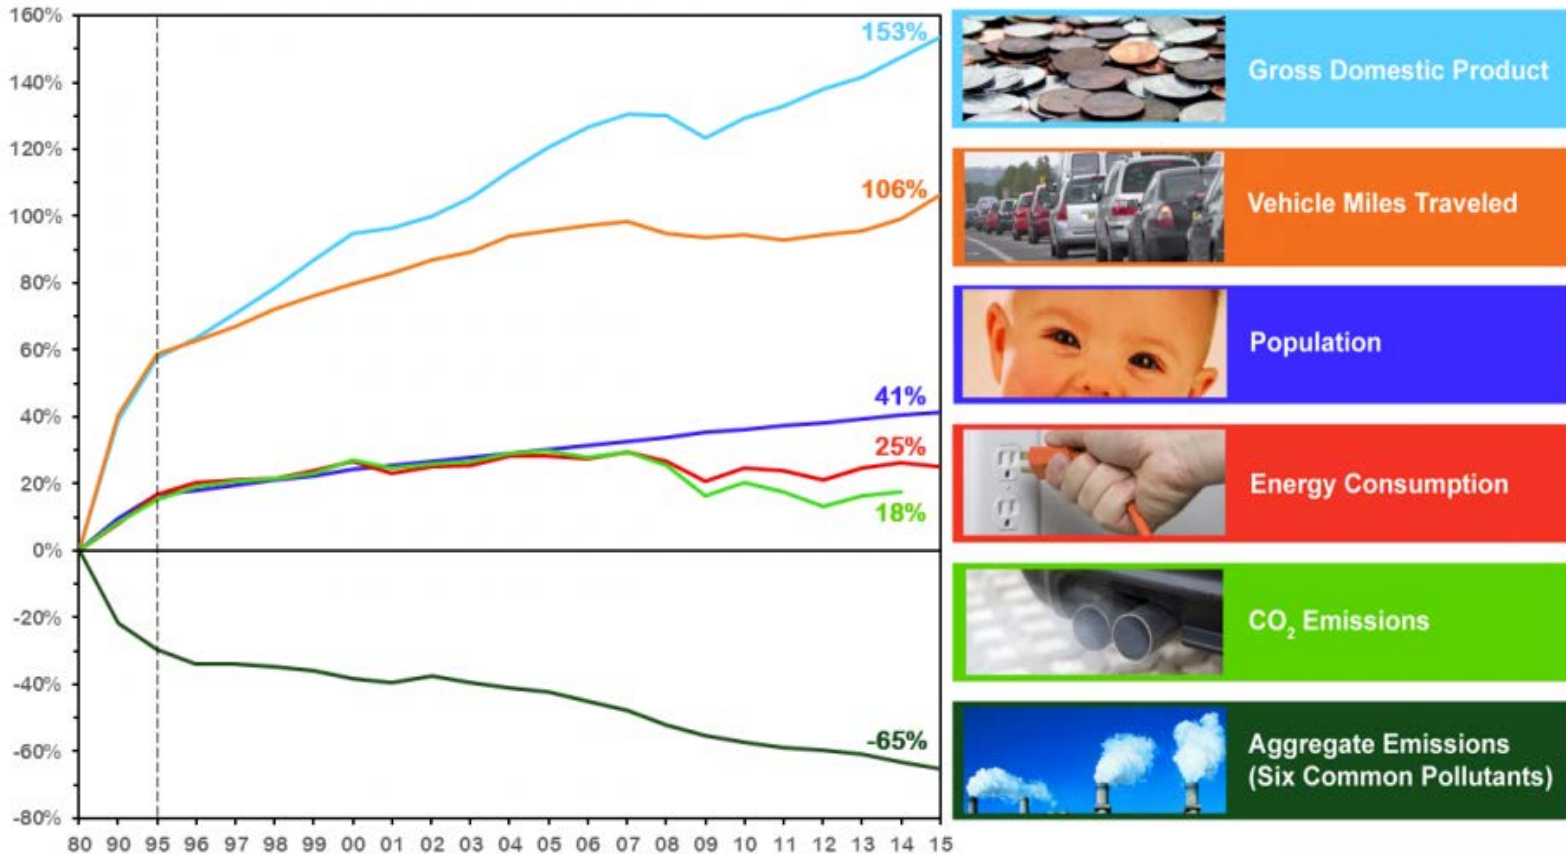 160%
140%
120%
100%
80%
60%
40%
20%
0%
-20%
-40%
-60%
-80%
80 90 95 96 97 98 99 00 01 02 03 04 05 06 07 08 09 10 11 12 13 14 15
153%
106%
41%
25%
18%
-65%
Gross Domestic Product
Vehicle Miles Traveled
Population
Energy Consumption
CO₂ Emissions
Aggregate Emissions
(Six Common Pollutants)